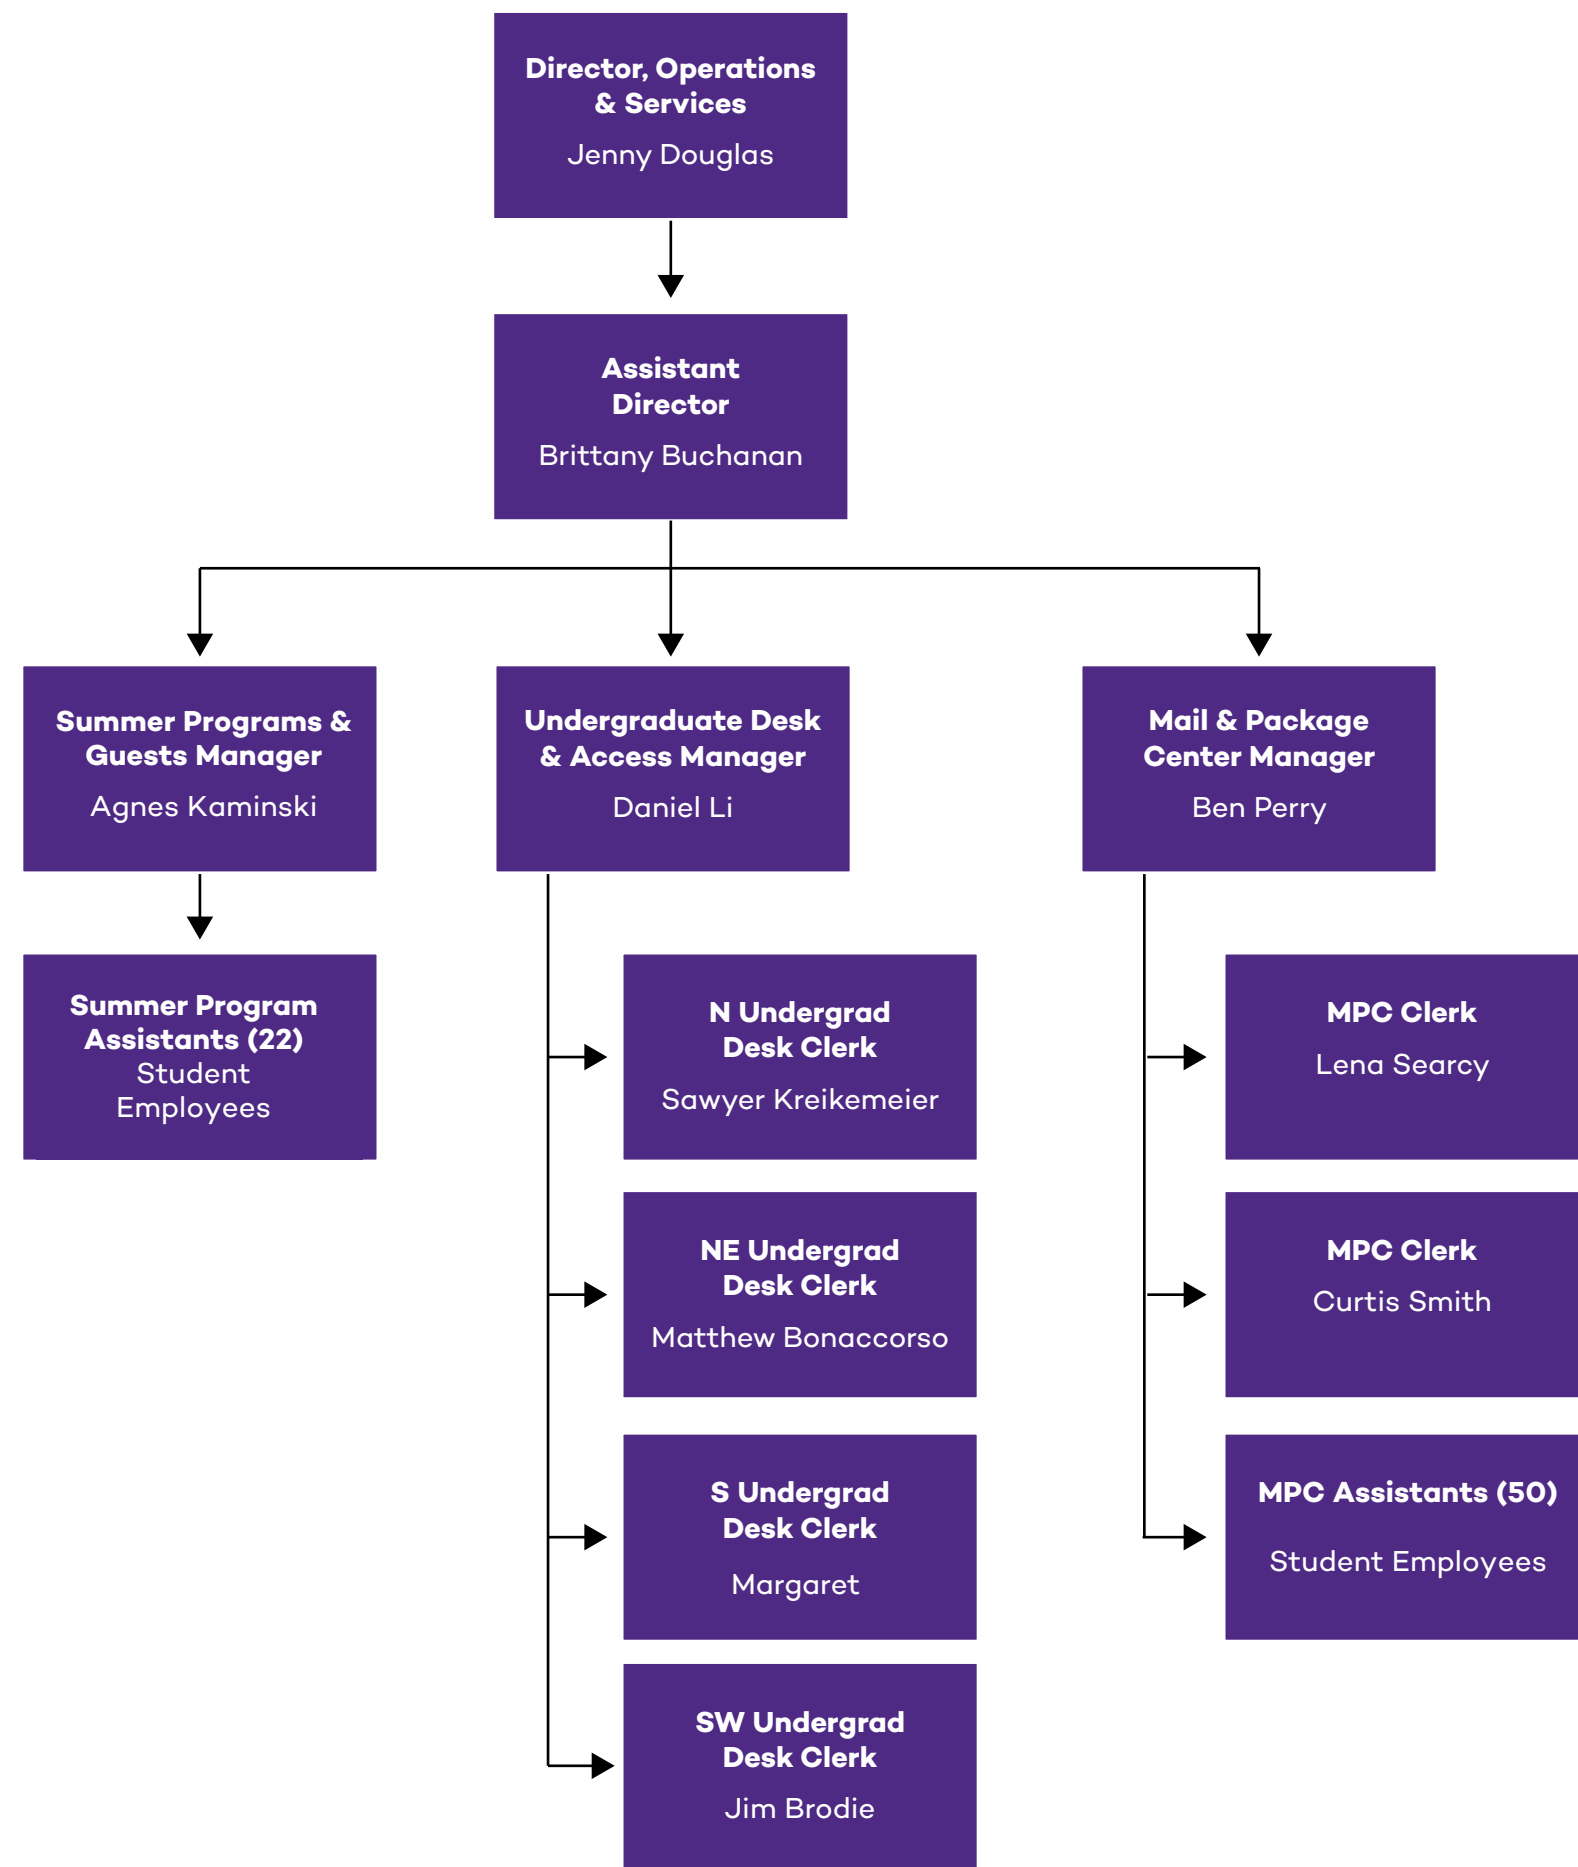 Director, Operations
& Services
Jenny Douglas
Assistant
Director
Brittany Buchanan
Summer Programs &
Guests Manager
Agnes Kaminski
Undergraduate Desk
& Access Manager
Daniel Li
Mail & Package
Center Manager
Ben Perry
Summer Program
Assistants (22)
Student
Employees
N Undergrad
Desk Clerk
Sawyer Kreikemeier
NE Undergrad
Desk Clerk
Matthew Bonaccorso
S Undergrad
Desk Clerk
Margaret
SW Undergrad
Desk Clerk
Jim Brodie
MPC Clerk
Lena Searcy
MPC Clerk
Curtis Smith
MPC Assistants (50)
Student Employees